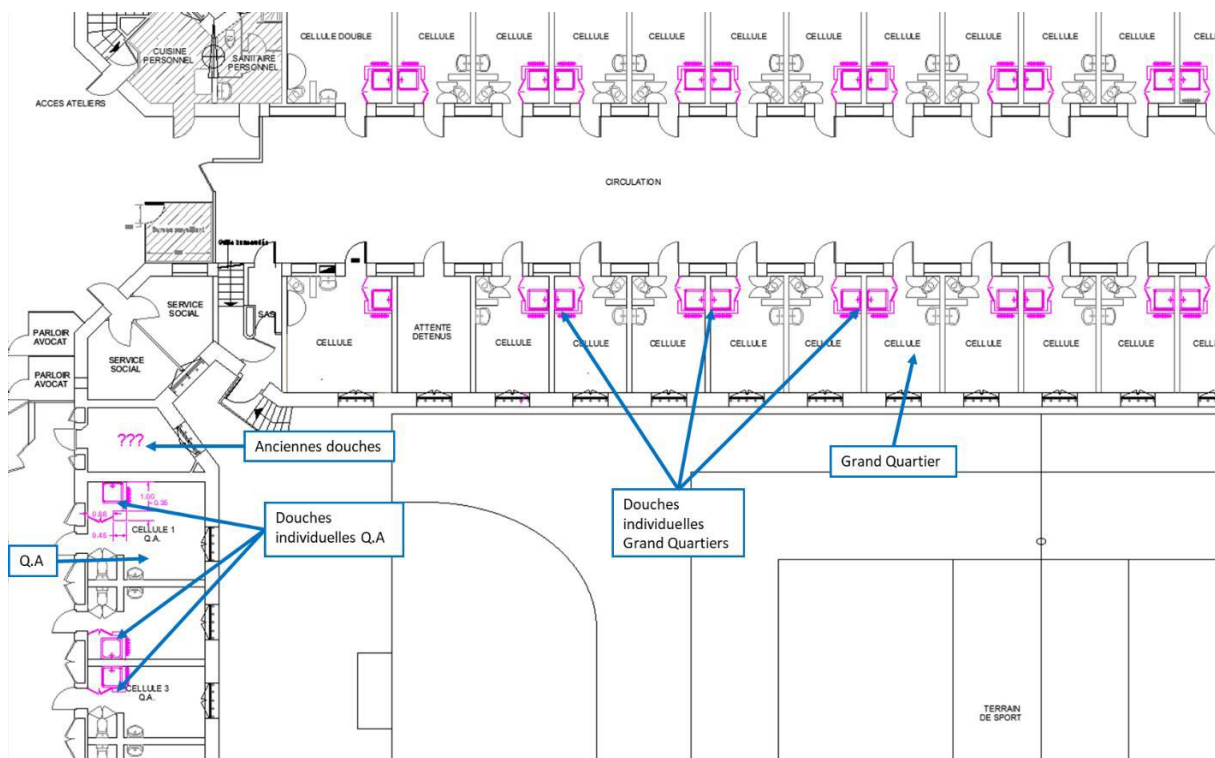 CELLULE DOUBLE
CELLULE
CELLULE
CELLULE
CELLULE
CELLULE
CELLULE
CELLULE
CELLULE
CELLULE
CELLULE
CUISINE
PERSONNEL
SANITAIRE
PERSONNEL
ACCES ATELIERS
CIRCULATION
SAS
SERVICE
SOCIAL
SERVICE
SOCIAL
PARLOIR
AVOCAT
PARLOIR
AVOCAT
CELLULE
ATTENTE
DETENUS
CELLULE
CELLULE
CELLULE
CELLULE
CELLULE
CELLULE
CELLULE
CELLULE
CELLULE
???
Anciennes douches
Grand Quartier
Douches
individuelles
Grand Quartiers
Douches
individuelles Q.A
Q.A
1.00
0.35
0.86
0.45
CELLULE 1
Q.A.
CELLULE 3
Q.A.
TERRAIN
DE SPORT